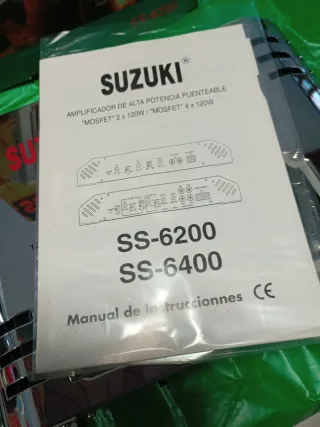 SUZUKI®
AMPLIFICADOR DE ALTA POTENCIA PUENTEABLE
"MOSFET" 2 x 120W / "MOSFET" 4 x 120W
SS-6200
SS-6400
Manual de Instruccionnes CE